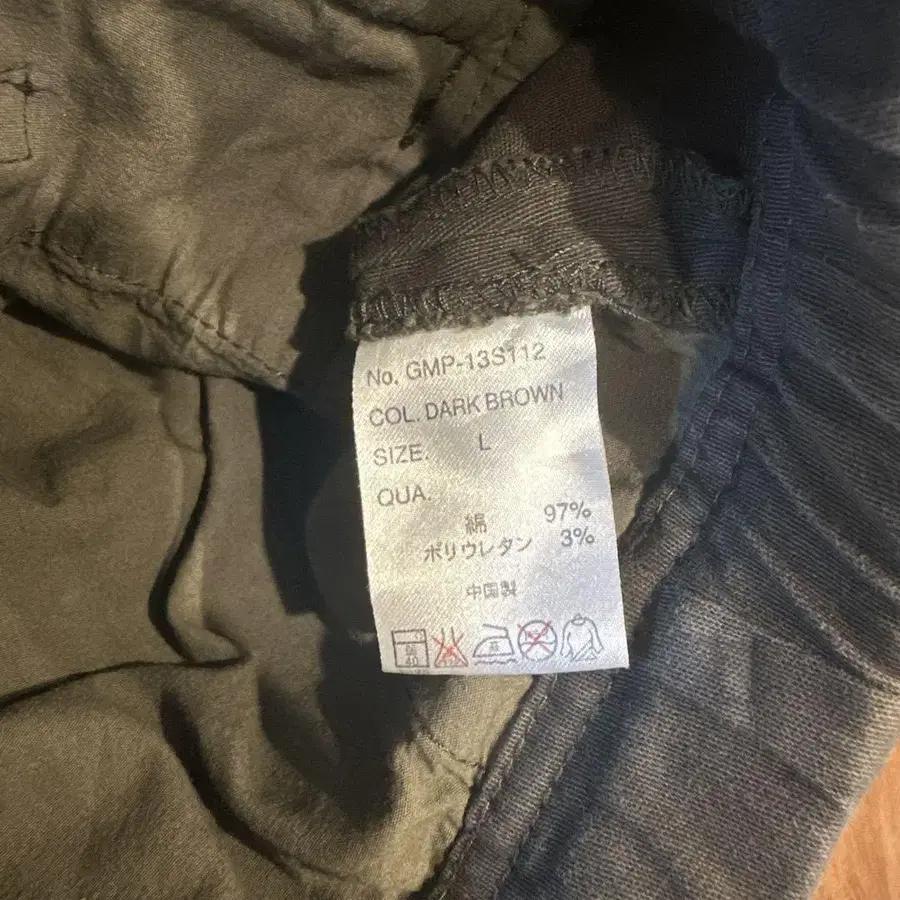 No. GMP-13S112
COL. DARK BROWN
SIZE. L
QUA.
綿 97%
ポリウレタン 3%
中国製
40